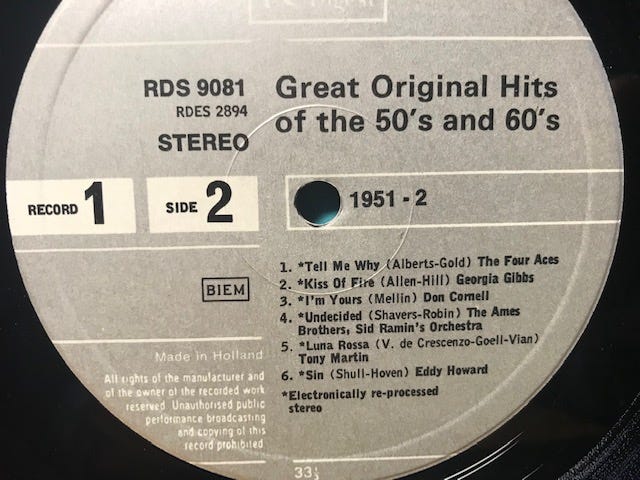 Digest
RDS 9081
RDES 2894
STEREO
Great Original Hits
of the 50's and 60's
RECORD 1
SIDE 2
1951 - 2
1. *Tell Me Why (Alberts-Gold) The Four Aces
2. *Kiss Of Fire (Allen-Hill) Georgia Gibbs
3. *I'm Yours (Mellin) Don Cornell
4. *Undecided (Shavers-Robin) The Ames
Brothers, Sid Ramin's Orchestra
5. *Luna Rossa (V. de Crescenzo-Goell-Vian)
Tony Martin
6. *Sin (Shull-Hoven) Eddy Howard
*Electronically re-processed
stereo
BIEM
Made in Holland
All rights of the manufacturer and
of the owner of the recorded work
reserved. Unauthorised public
performance broadcasting
and copying of this
record prohibited
33⅓